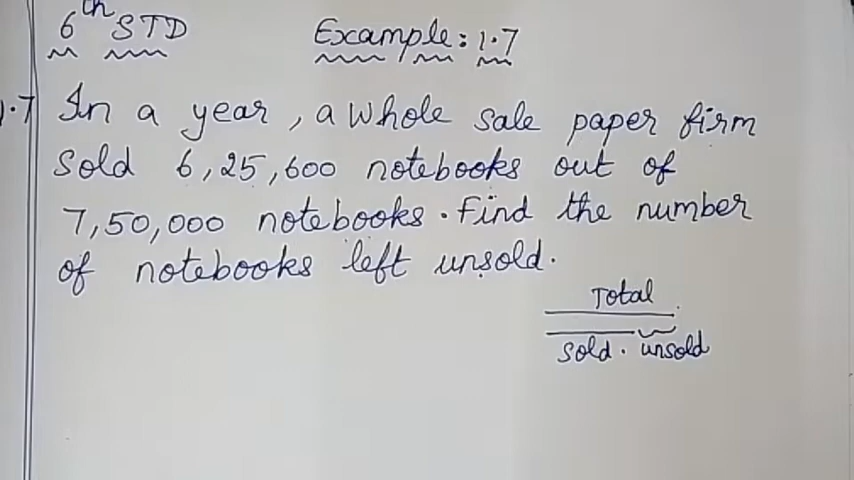 6th STD Example: 1.7
1.7 In a year, a whole sale paper firm
sold 6,25,600 notebooks out of
7,50,000 notebooks. Find the number
of notebooks left unsold.
Total
sold. unsold